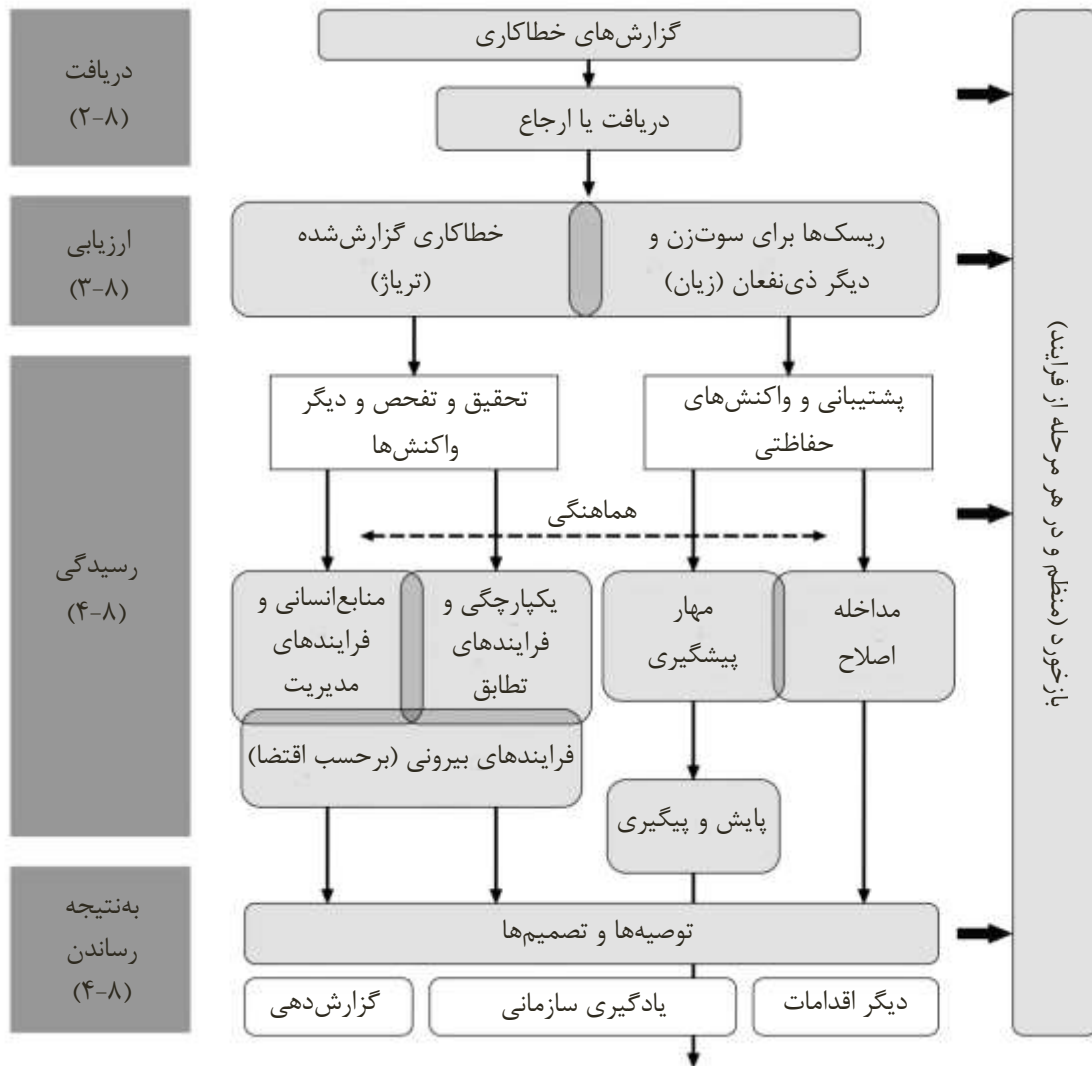 گزارش‌های خطاکاری
دریافت
(۸-۲)
دریافت یا ارجاع
ارزیابی
(۸-۳)
ریسک‌ها برای سوت‌زن و
دیگر ذی‌نفعان (زیان)
خطاکاری گزارش‌شده
(تریاژ)
رسیدگی
(۸-۴)
پشتیبانی و واکنش‌های
حفاظتی
تحقیق و تفحص و دیگر
واکنش‌ها
هماهنگی
مداخله
اصلاح
مهار
پیشگیری
یکپارچگی و
فرایندهای
تطابق
منابع‌انسانی و
فرایندهای
مدیریت
فرایندهای بیرونی (برحسب اقتضا)
پایش و پیگیری
به‌نتیجه
رساندن
(۸-۴)
توصیه‌ها و تصمیم‌ها
دیگر اقدامات
یادگیری سازمانی
گزارش‌دهی
بازخورد (منظم و در هر مرحله از فرایند)